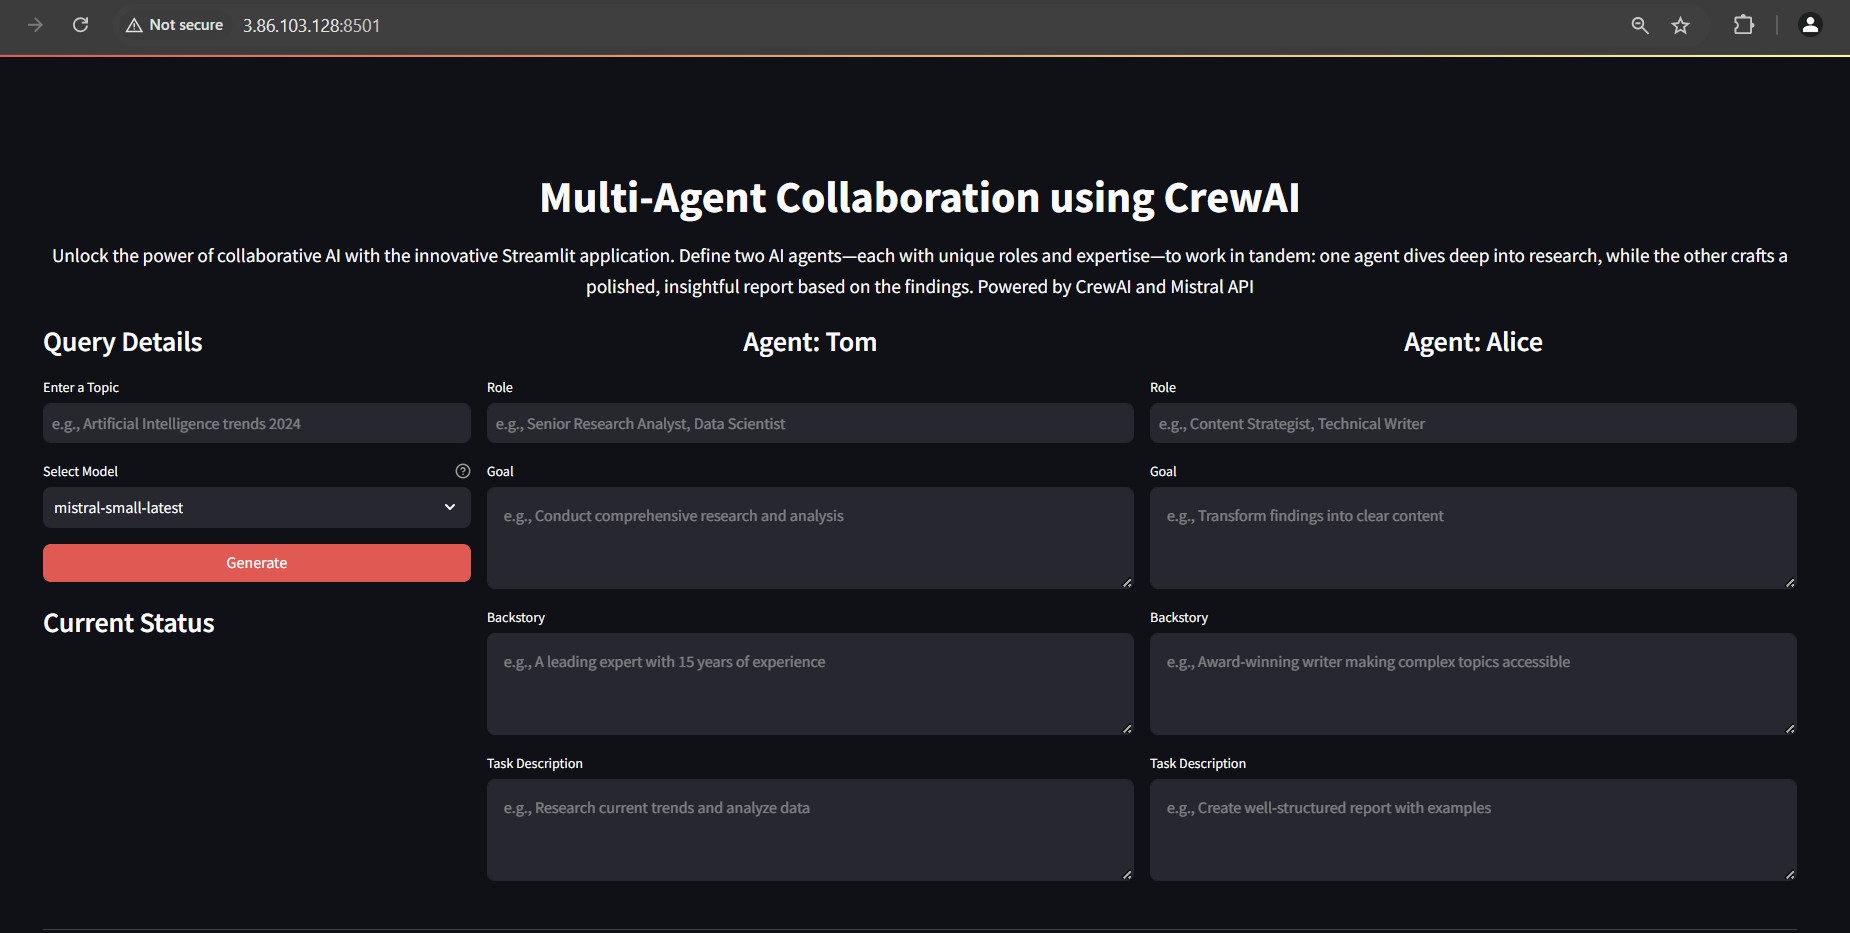 Not secure 3.86.103.128:8501
Multi-Agent Collaboration using CrewAI
Unlock the power of collaborative AI with the innovative Streamlit application. Define two AI agents—each with unique roles and expertise—to work in tandem: one agent dives deep into research, while the other crafts a
polished, insightful report based on the findings. Powered by CrewAI and Mistral API
Query Details
Enter a Topic
e.g., Artificial Intelligence trends 2024
Select Model
mistral-small-latest
Generate
Current Status
Agent: Tom
Role
e.g., Senior Research Analyst, Data Scientist
Goal
e.g., Conduct comprehensive research and analysis
Backstory
e.g., A leading expert with 15 years of experience
Task Description
e.g., Research current trends and analyze data
Agent: Alice
Role
e.g., Content Strategist, Technical Writer
Goal
e.g., Transform findings into clear content
Backstory
e.g., Award-winning writer making complex topics accessible
Task Description
e.g., Create well-structured report with examples